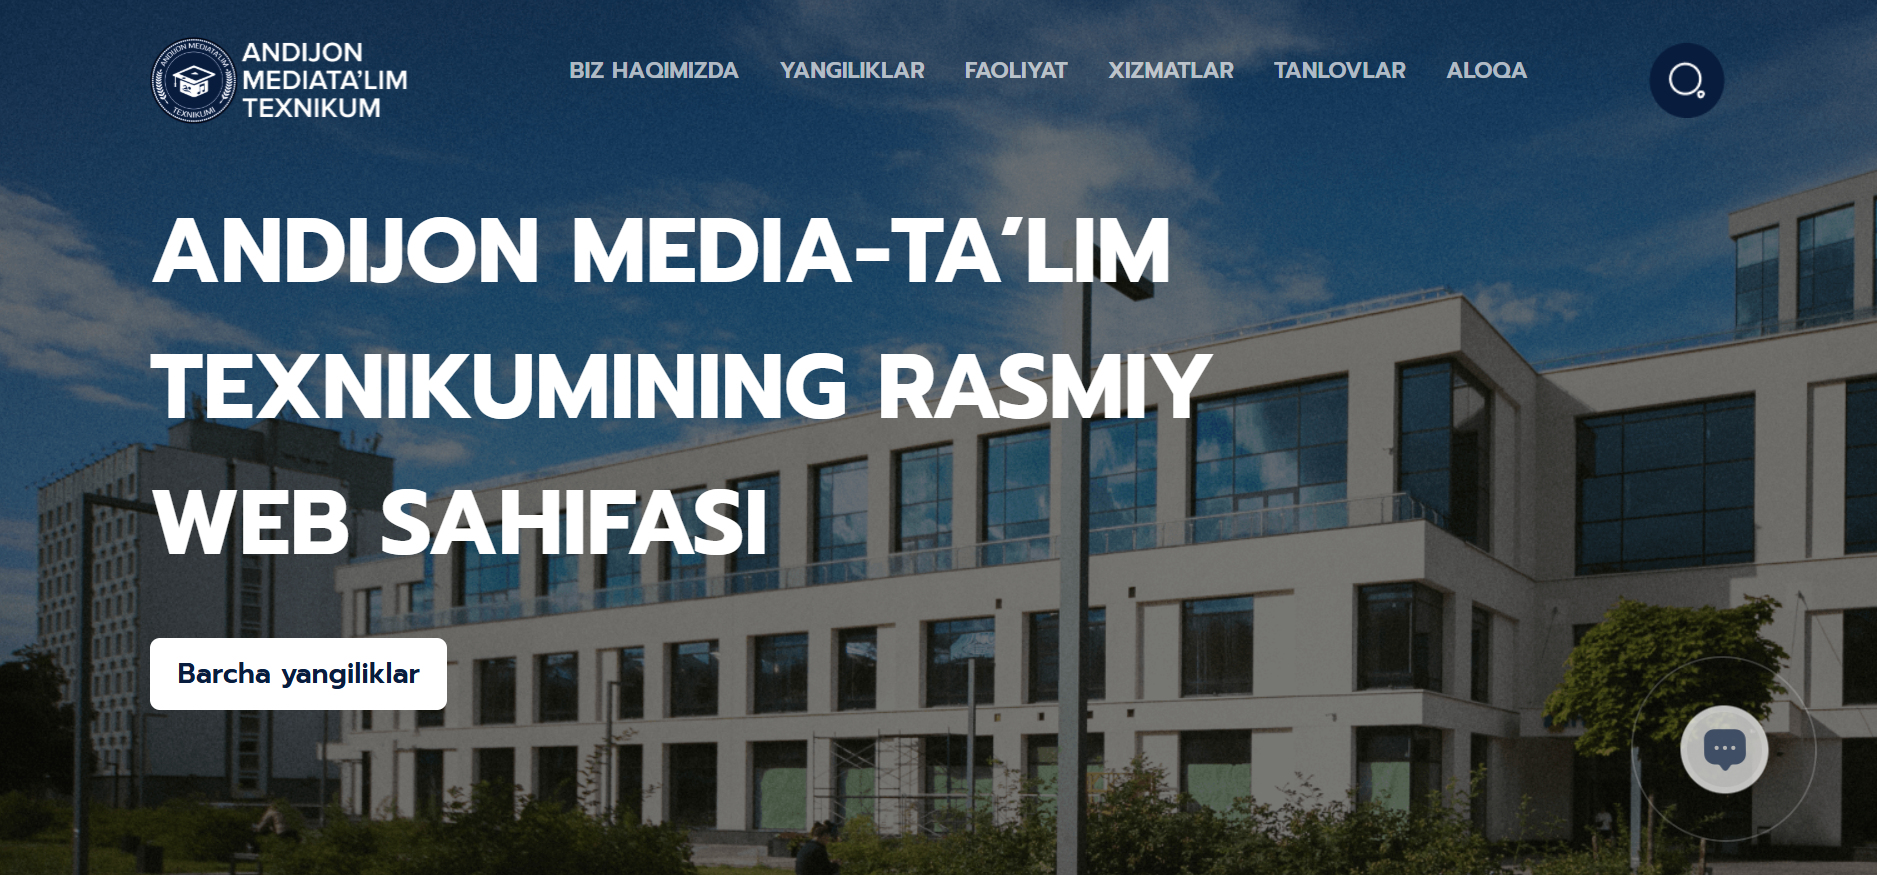 ANDIJON MEDIATA'LIM
TEXNIKUMI
ANDIJON
MEDIATA'LIM
TEXNIKUM
BIZ HAQIMIZDA
YANGILIKLAR
FAOLIYAT
XIZMATLAR
TANLOVLAR
ALOQA
ANDIJON MEDIA-TA’LIM
TEXNIKUMINING RASMIY
WEB SAHIFASI
Barcha yangiliklar